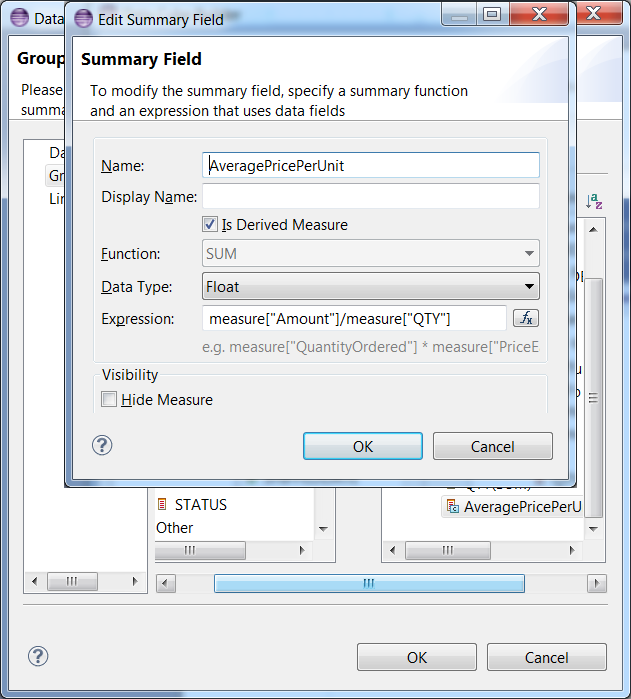 Data
Edit Summary Field
Group
Summary Field
Please
To modify the summary field, specify a summary function
summa
and an expression that uses data fields
Da
Name: AveragePricePerUnit
Gr
Display Name:
Lin
Is Derived Measure
Function: SUM
Data Type: Float
Expression: measure["Amount"]/measure["QTY"]
e.g. measure["QuantityOrdered"] * measure["PriceE
Visibility
Hide Measure
OK Cancel
STATUS
AveragePricePerU
Other
OK Cancel